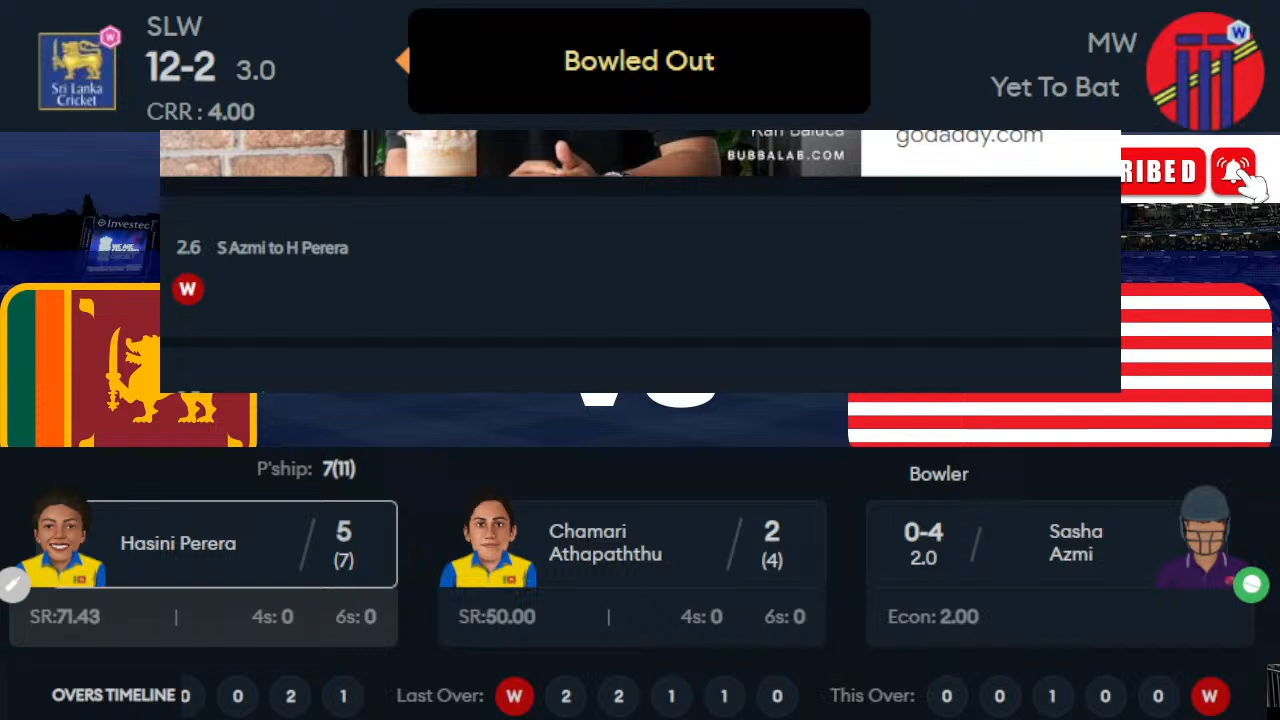 SLW
12-2 3.0
CRR : 4.00
Sri Lanka
Cricket
W
Bowled Out
MW
Yet To Bat
W
BUBBALAB.COM
godaddy.com
RIBED
Investec
2.6 S Azmi to H Perera
W
P'ship: 7(11)
Hasini Perera
5
(7)
SR:71.43 | 4s: 0 6s: 0
Chamari
Athapaththu
2
(4)
SR:50.00 | 4s: 0 6s: 0
Bowler
0-4
2.0
Sasha
Azmi
Econ: 2.00
OVERS TIMELINE 0 0 2 1 Last Over: W 2 2 1 1 0 This Over: 0 0 1 0 0 W